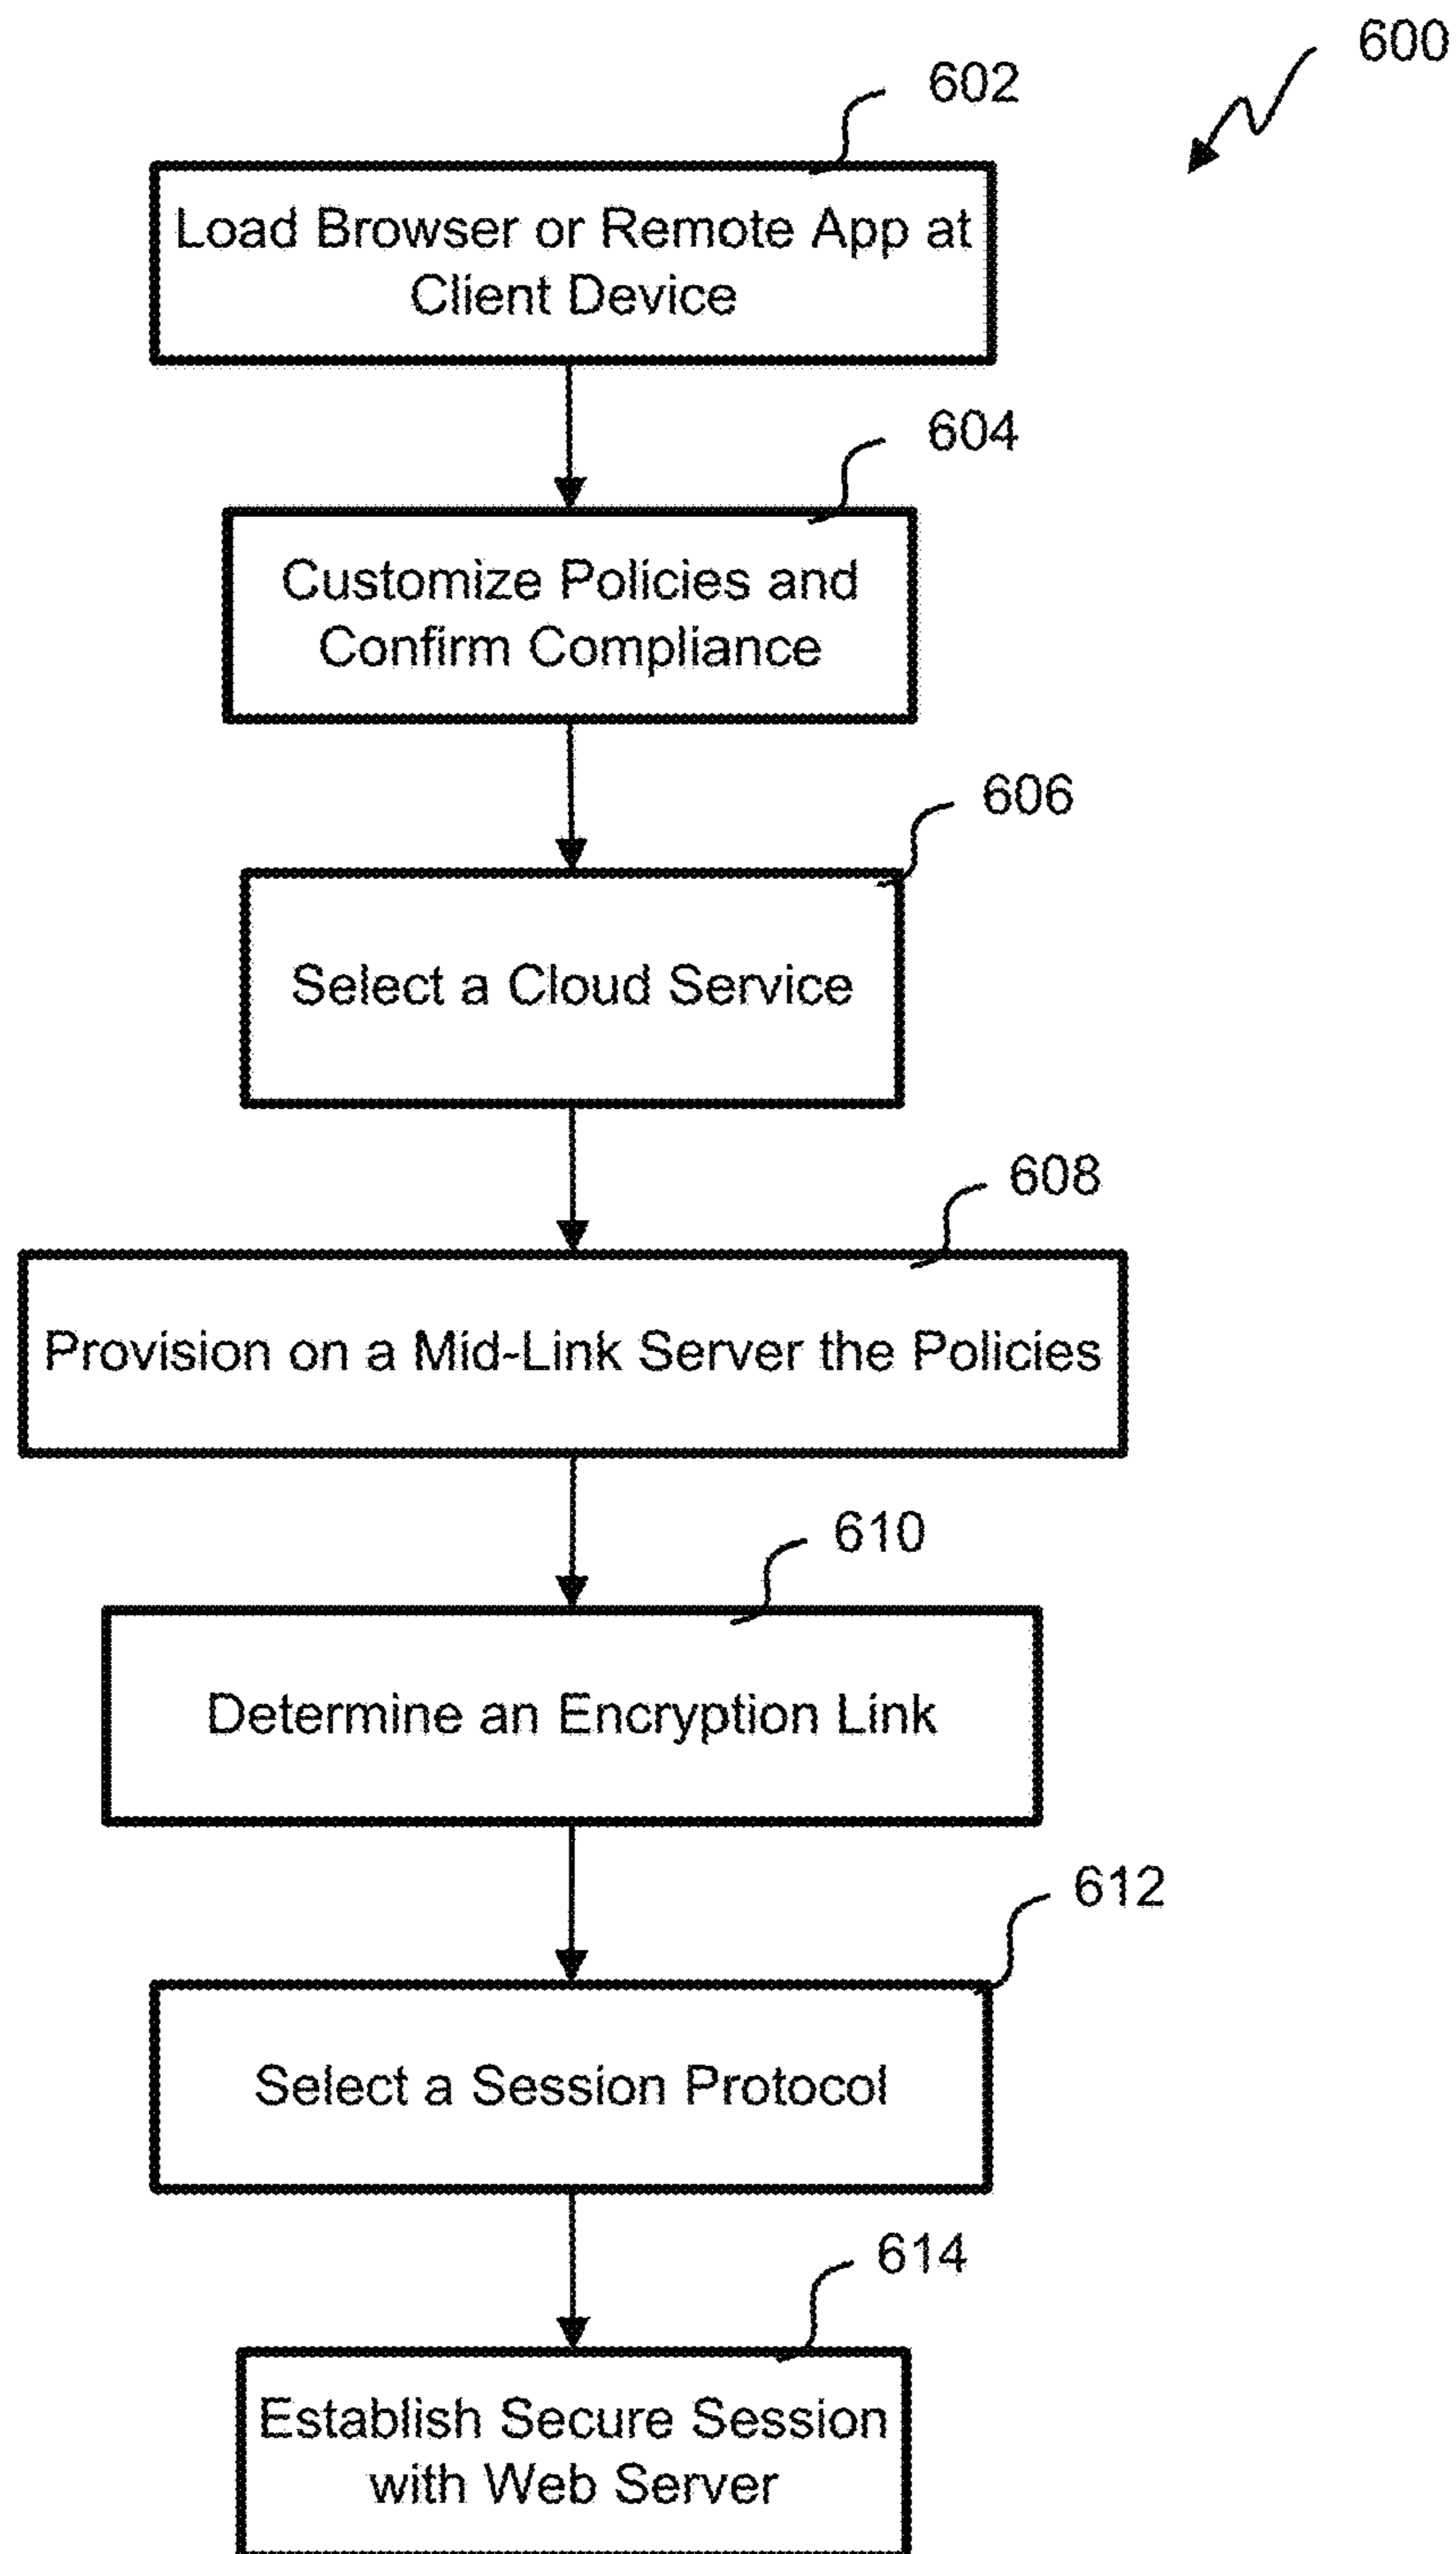 600
602
Load Browser or Remote App at
Client Device
604
Customize Policies and
Confirm Compliance
606
Select a Cloud Service
608
Provision on a Mid-Link Server the Policies
610
Determine an Encryption Link
612
Select a Session Protocol
614
Establish Secure Session
with Web Server